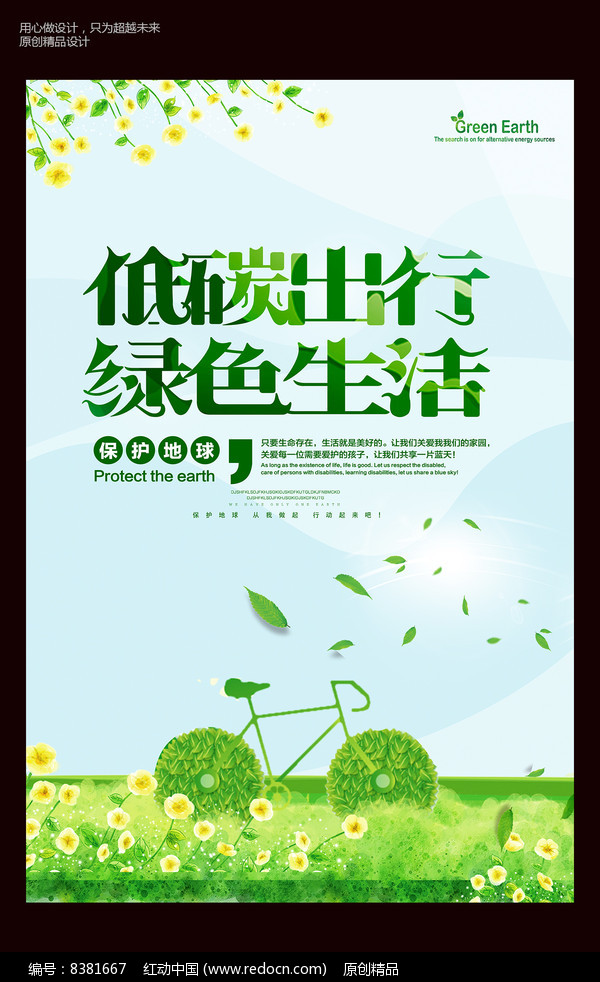 用心做设计，只为超越未来
原创精品设计
Green Earth
The search is on for alternative energy sources
低碳出行
绿色生活
保护地球
Protect the earth
只要生命存在，生活就是美好的。让我们关爱我我们的家园，
关爱每一位需要爱护的孩子，让我们共享一片蓝天！
As long as the existence of life, life is good. Let us respect the disabled,
care of persons with disabilities, learning disabilities, let us share a blue sky!
WE HAVE ONLY ONE EARTH
保护地球 从我做起 行动起来吧！
编号：8381667 红动中国 (www.redocn.com) 原创精品